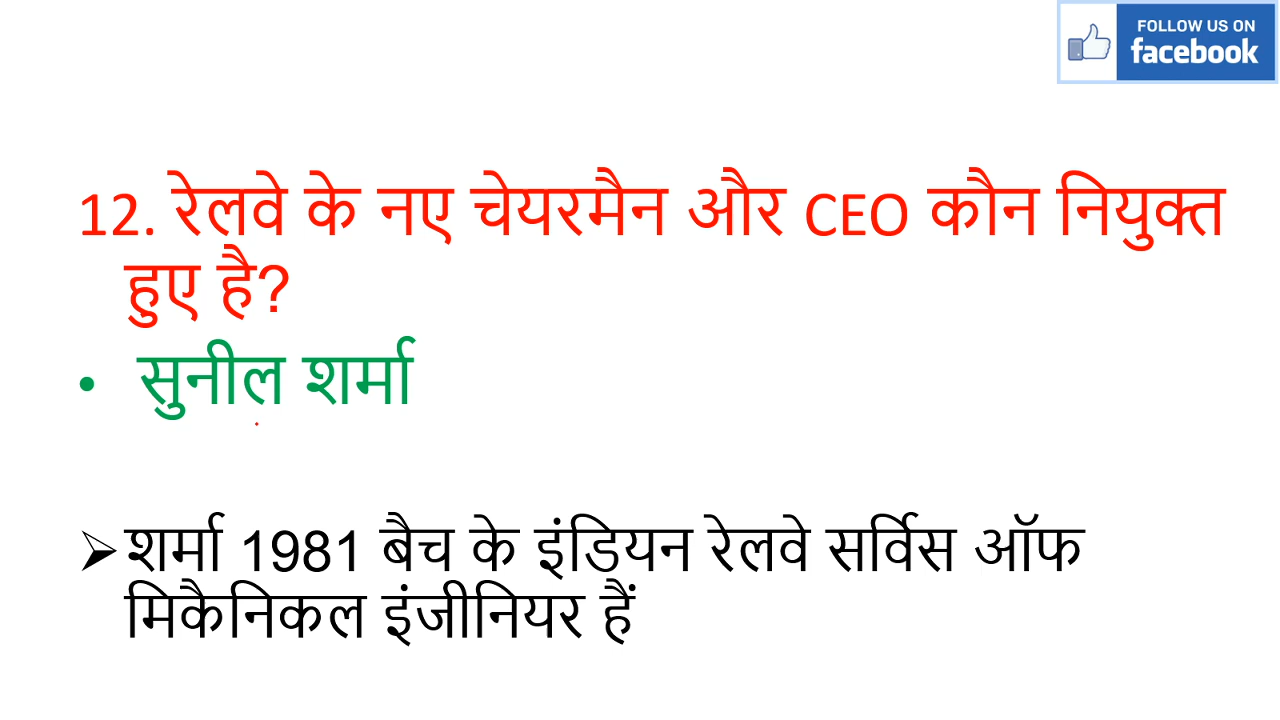 FOLLOW US ON
facebook
12. रेलवे के नए चेयरमैन और CEO कौन नियुक्त
हुए है?
• सुनील शर्मा
➢ शर्मा 1981 बैच के इंडियन रेलवे सर्विस ऑफ
मिकैनिकल इंजीनियर हैं